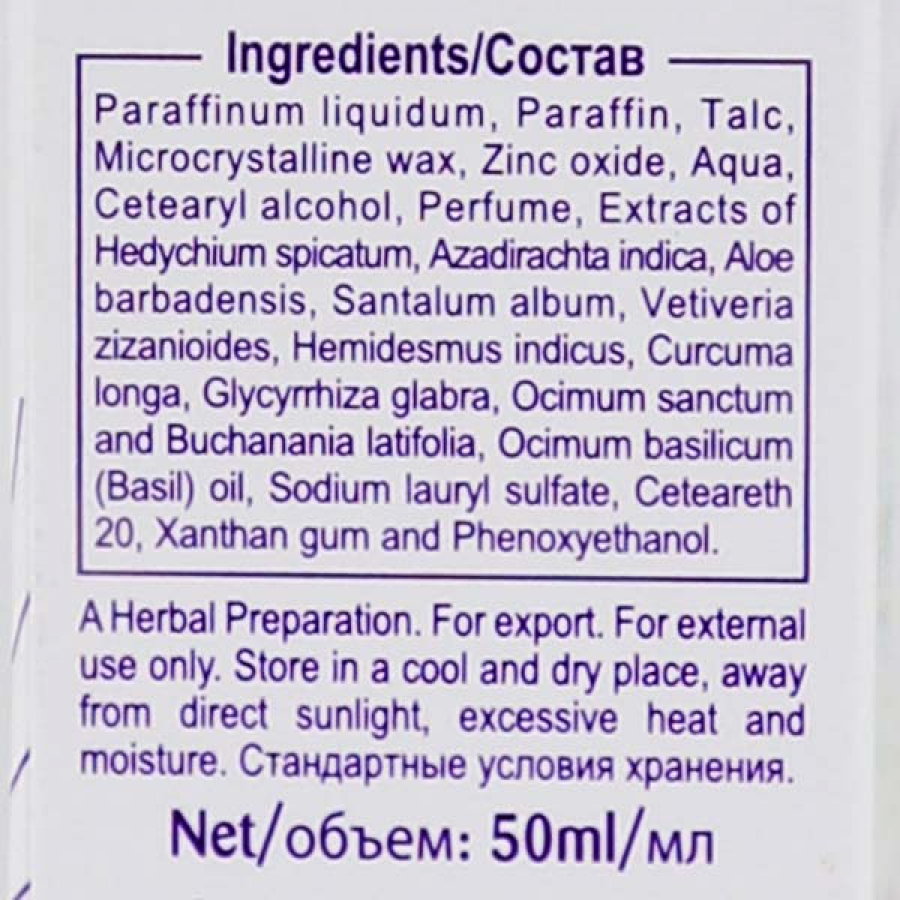 Ingredients/Состав
Paraffinum liquidum, Paraffin, Talc,
Microcrystalline wax, Zinc oxide, Aqua,
Cetearyl alcohol, Perfume, Extracts of
Hedychium spicatum, Azadirachta indica, Aloe
barbadensis, Santalum album, Vetiveria
zizanioides, Hemidesmus indicus, Curcuma
longa, Glycyrrhiza glabra, Ocimum sanctum
and Buchanania latifolia, Ocimum basilicum
(Basil) oil, Sodium lauryl sulfate, Ceteareth
20, Xanthan gum and Phenoxyethanol.
A Herbal Preparation. For export. For external
use only. Store in a cool and dry place, away
from direct sunlight, excessive heat and
moisture. Стандартные условия хранения.
Net/объем: 50ml/мл